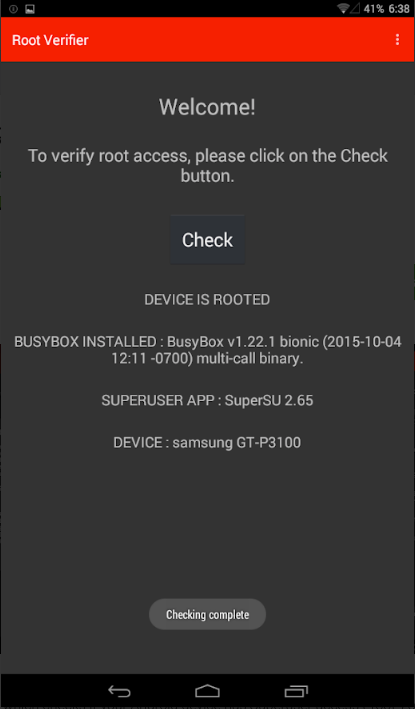 41% 6:38
Root Verifier
Welcome!
To verify root access, please click on the Check
button.
Check
DEVICE IS ROOTED
BUSYBOX INSTALLED : BusyBox v1.22.1 bionic (2015-10-04
12:11 -0700) multi-call binary.
SUPERUSER APP : SuperSU 2.65
DEVICE : samsung GT-P3100
Checking complete